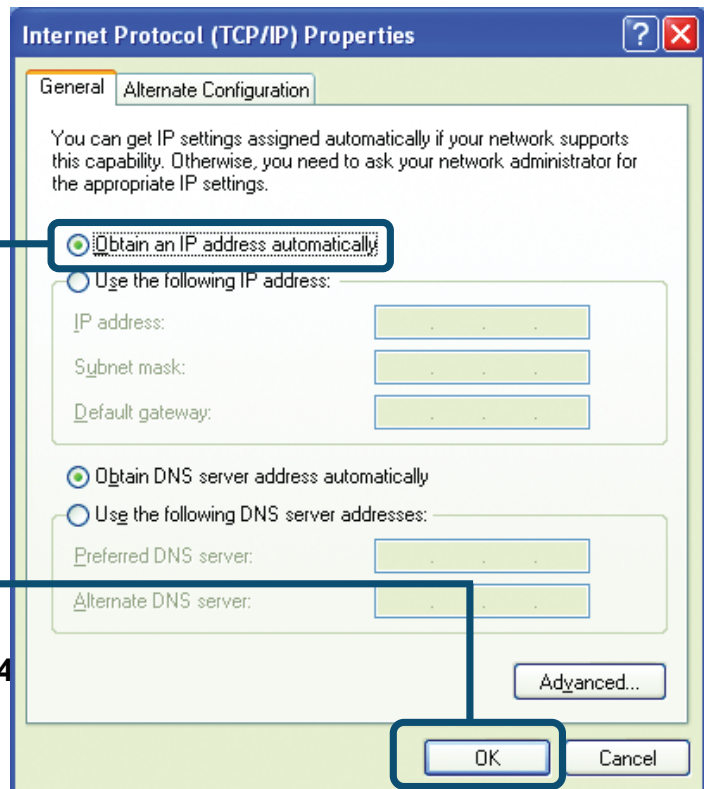 Internet Protocol (TCP/IP) Properties
General
Alternate Configuration
You can get IP settings assigned automatically if your network supports
this capability. Otherwise, you need to ask your network administrator for
the appropriate IP settings.
Obtain an IP address automatically
Use the following IP address:
IP address:
Subnet mask:
Default gateway:
Obtain DNS server address automatically
Use the following DNS server addresses:
Preferred DNS server:
Alternate DNS server:
4
Advanced...
OK
Cancel